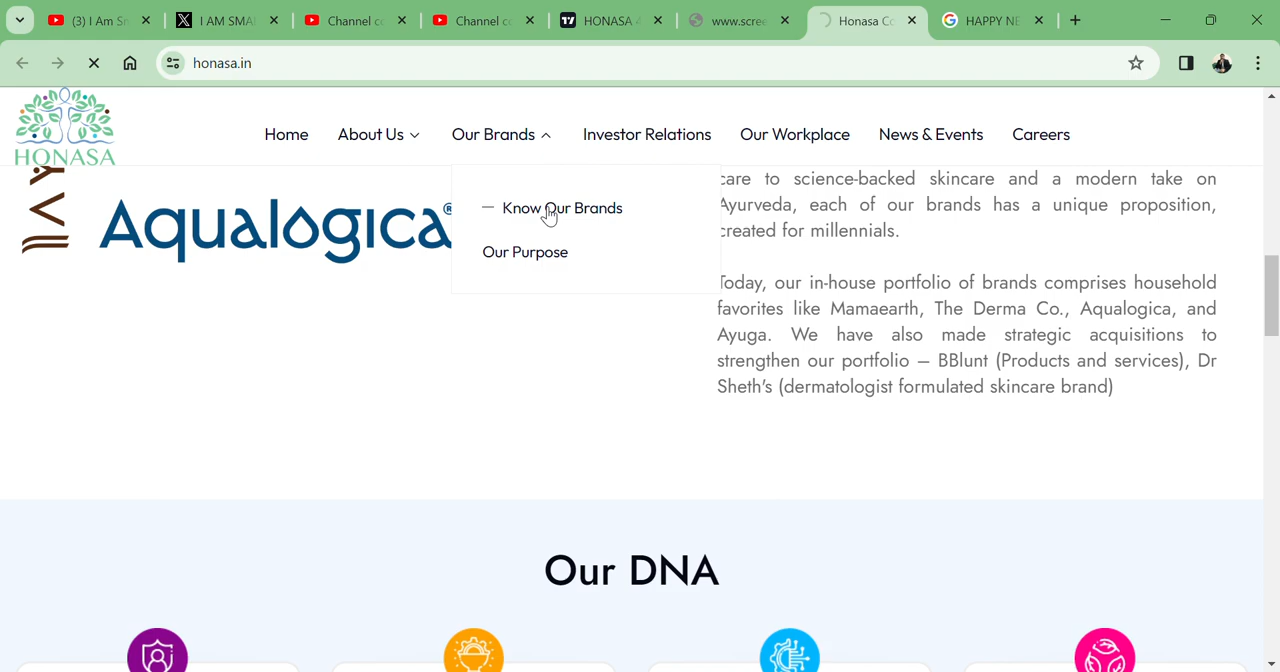 (3) I Am Sn
I AM SMA
Channel c
Channel c
HONASA
www.scree
Honasa Co
HAPPY NE
honasa.in
HONASA
Home
About Us
Our Brands
Investor Relations
Our Workplace
News & Events
Careers
Know Our Brands
Our Purpose
Aqualogica®
care to science-backed skincare and a modern take on
Ayurveda, each of our brands has a unique proposition,
created for millennials.
Today, our in-house portfolio of brands comprises household
favorites like Mamaearth, The Derma Co., Aqualogica, and
Ayuga. We have also made strategic acquisitions to
strengthen our portfolio – BBlunt (Products and services), Dr
Sheth's (dermatologist formulated skincare brand)
Our DNA